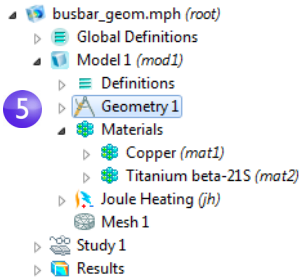 busbar_geom.mph (root)
Global Definitions
Model 1 (mod1)
Definitions
5
Geometry 1
Materials
Copper (mat1)
Titanium beta-21S (mat2)
Joule Heating (jh)
Mesh 1
Study 1
Results